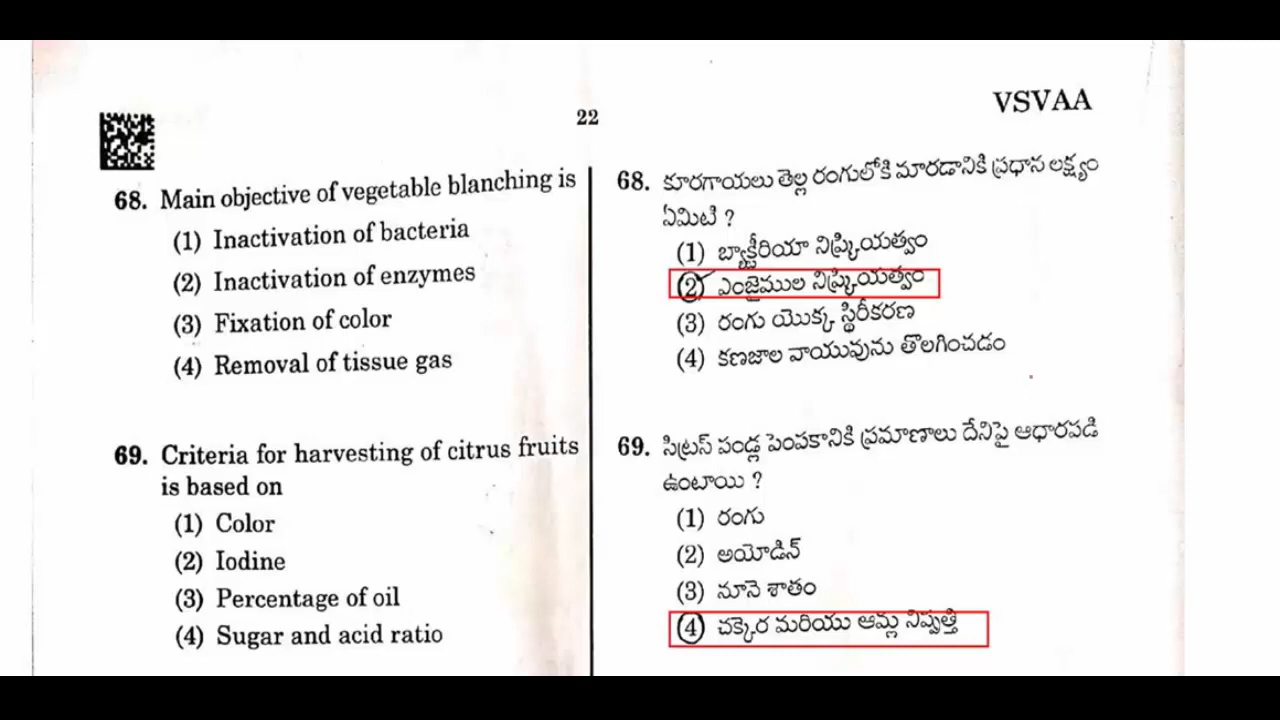 VSVAA
22
68. Main objective of vegetable blanching is
(1) Inactivation of bacteria
(2) Inactivation of enzymes
(3) Fixation of color
(4) Removal of tissue gas
69. Criteria for harvesting of citrus fruits
is based on
(1) Color
(2) Iodine
(3) Percentage of oil
(4) Sugar and acid ratio
68. కూరగాయలు తెల్ల రంగులోకి మారడానికి ప్రధాన లక్ష్యం
ఏమిటి ?
(1) బ్యాక్టీరియా నిష్క్రియత్వం
(2) ఎంజైముల నిష్క్రియత్వం
(3) రంగు యొక్క స్థిరీకరణ
(4) కణజాల వాయువును తొలగించడం
69. సిట్రస్ పండ్ల పెంపకానికి ప్రమాణాలు దేనిపై ఆధారపడి
ఉంటాయి ?
(1) రంగు
(2) అయోడిన్
(3) నూనె శాతం
(4) చక్కెర మరియు ఆమ్ల నిష్పత్తి